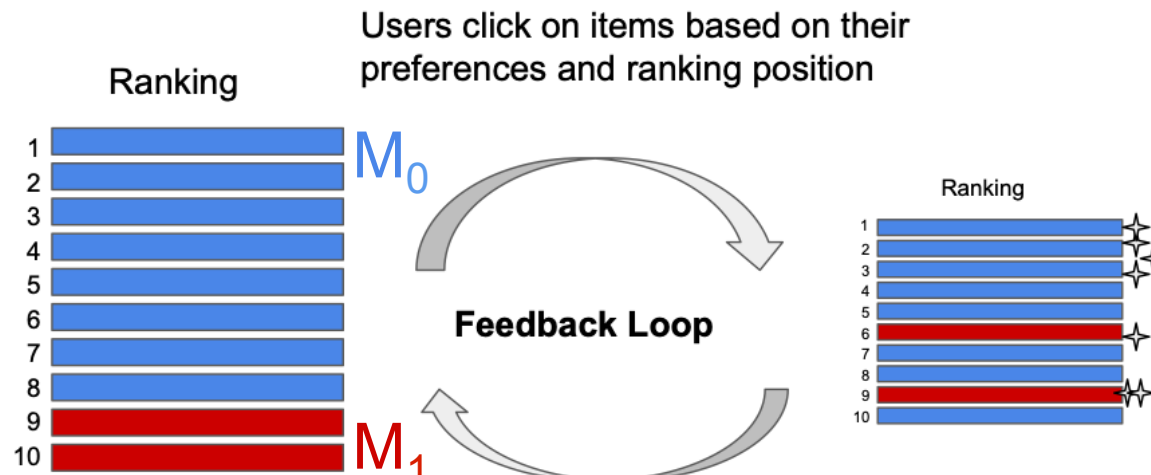 Users click on items based on their
preferences and ranking position
Ranking
1
2
3
4
5
6
7
8
9
10
M₀
M₁
Feedback Loop
Ranking
1
2
3
4
5
6
7
8
9
10